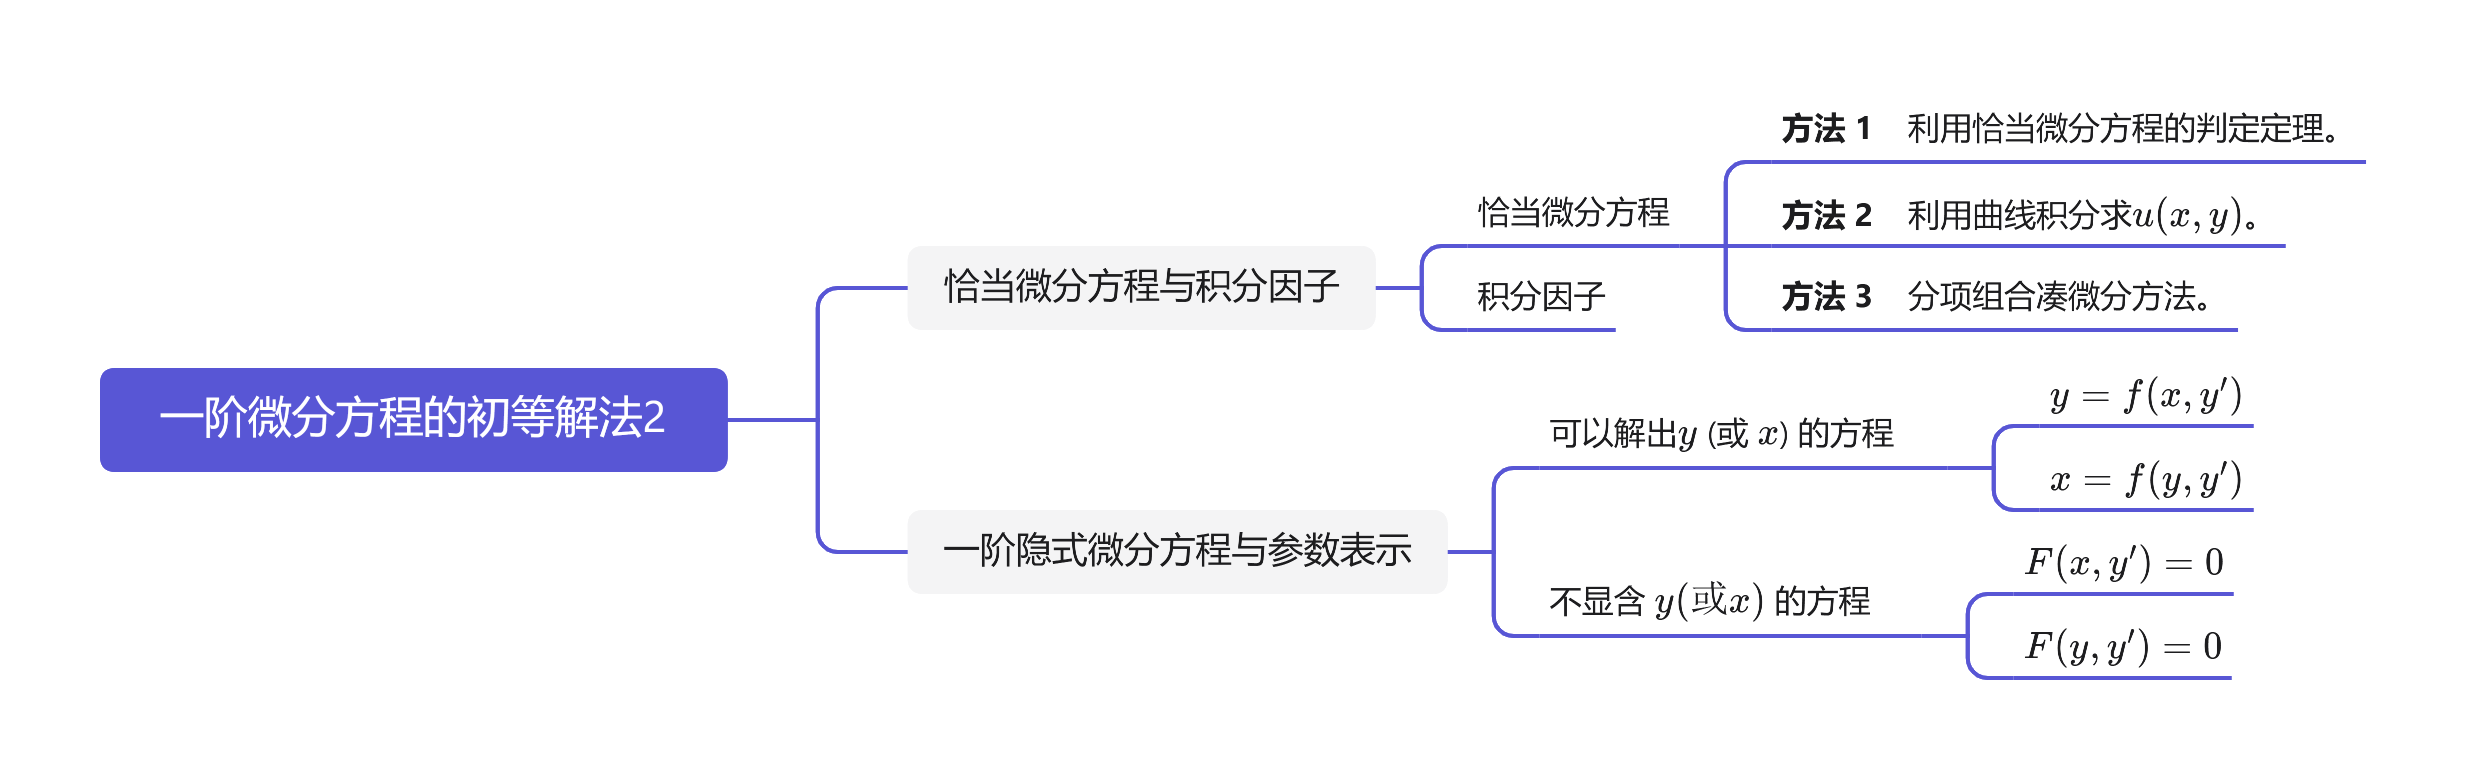 一阶微分方程的初等解法2
恰当微分方程与积分因子
恰当微分方程
方法 1 利用恰当微分方程的判定定理。
方法 2 利用曲线积分求u(x, y)。
方法 3 分项组合凑微分方法。
积分因子
一阶隐式微分方程与参数表示
可以解出y (或 x) 的方程
y = f(x, y′)
x = f(y, y′)
不显含 y(或x) 的方程
F(x, y′) = 0
F(y, y′) = 0